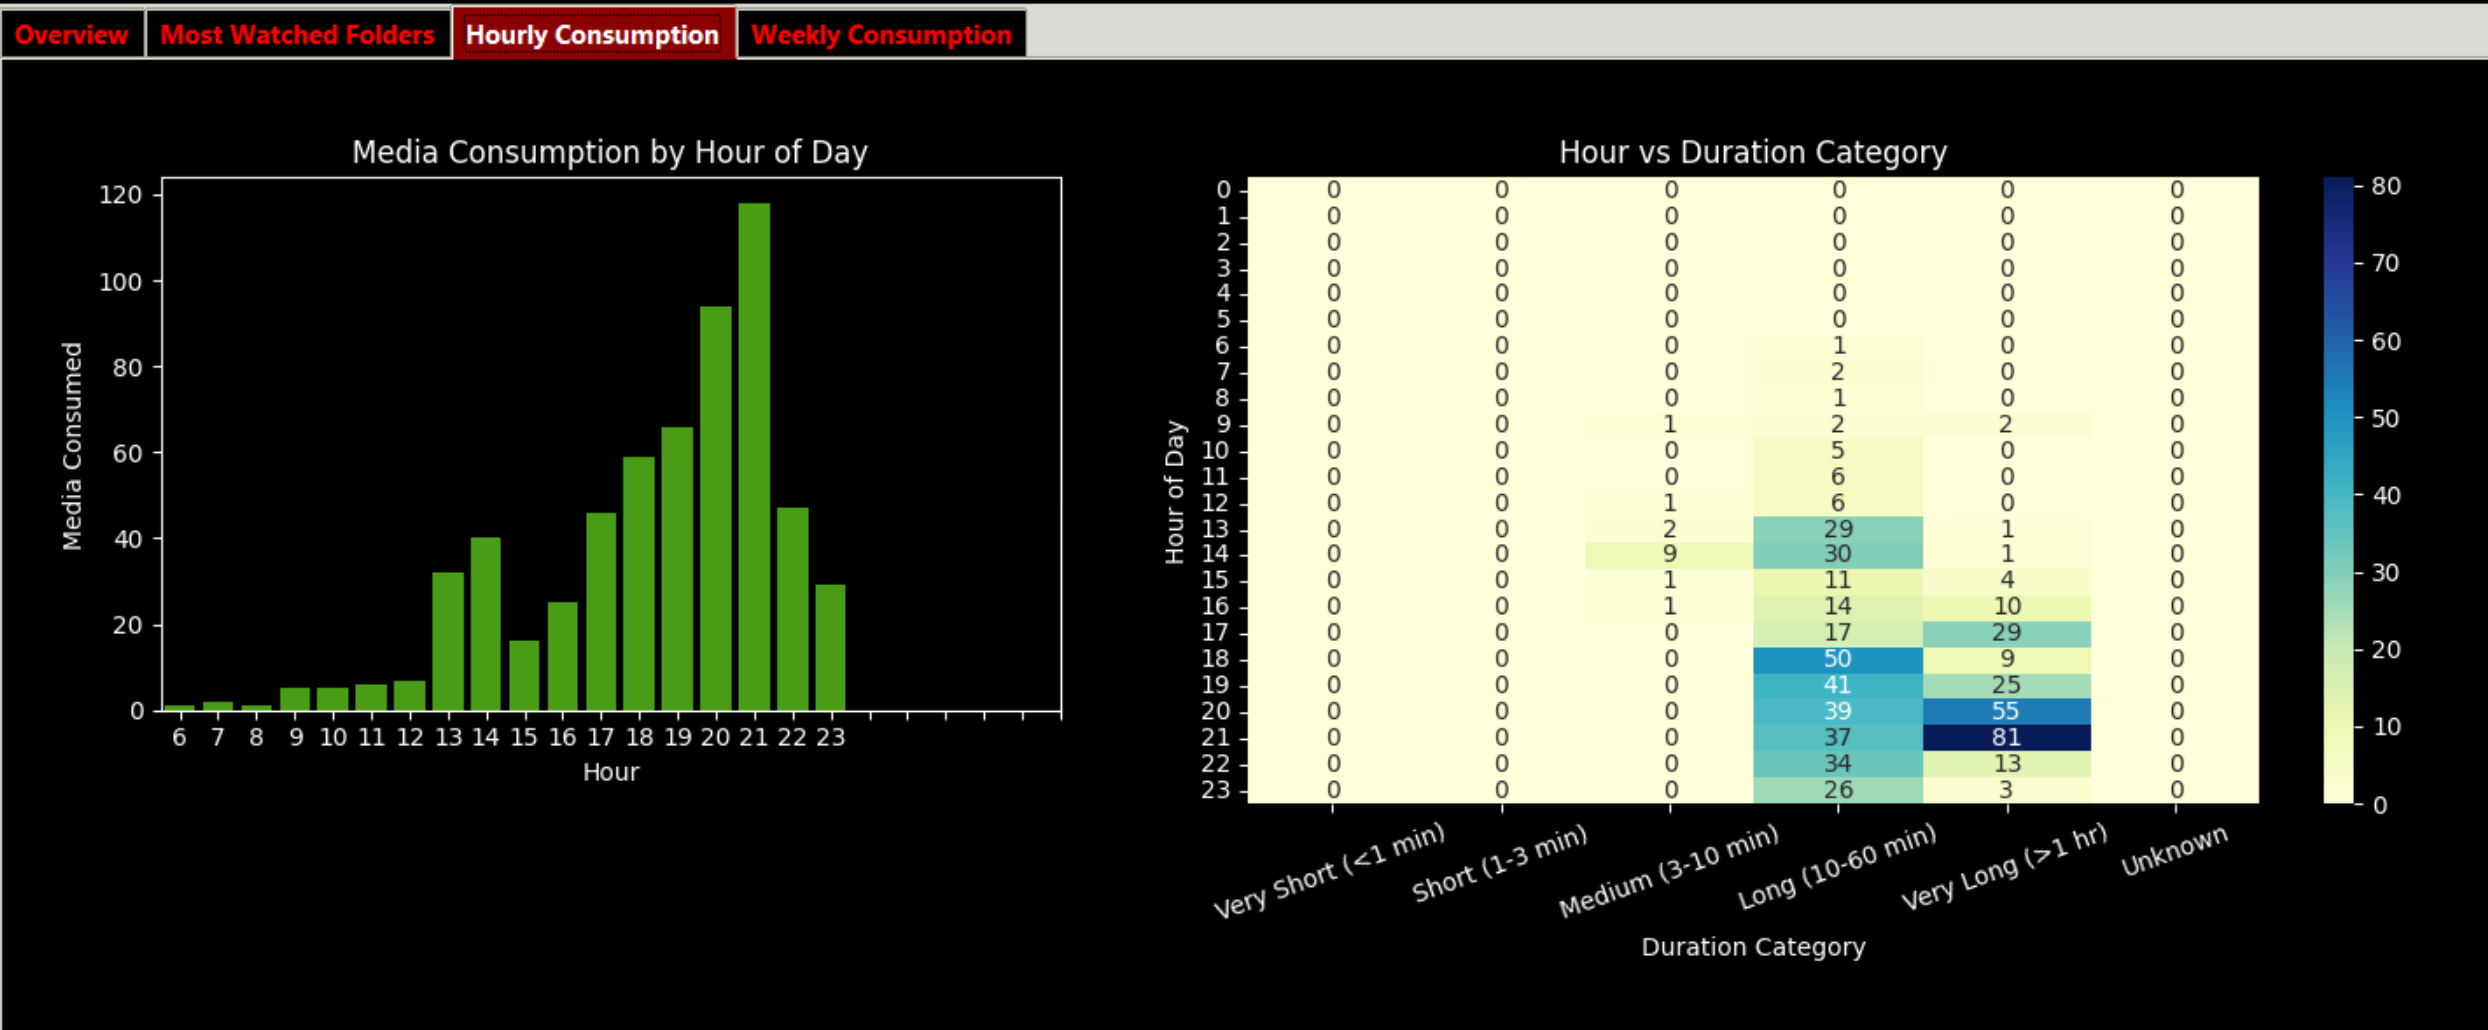 Overview Most Watched Folders Hourly Consumption Weekly Consumption
Media Consumption by Hour of Day
120
100
80
60
40
20
0
Media Consumed
6 7 8 9 10 11 12 13 14 15 16 17 18 19 20 21 22 23
Hour
Hour vs Duration Category
Hour of Day
0 0 0 0 0 0 0
1 0 0 0 0 0 0
2 0 0 0 0 0 0
3 0 0 0 0 0 0
4 0 0 0 0 0 0
5 0 0 0 0 0 0
6 0 0 0 1 0 0
7 0 0 0 2 0 0
8 0 0 0 1 0 0
9 0 0 1 2 2 0
10 0 0 0 5 0 0
11 0 0 0 6 0 0
12 0 0 1 6 0 0
13 0 0 2 29 1 0
14 0 0 9 30 1 0
15 0 0 1 11 4 0
16 0 0 1 14 10 0
17 0 0 0 17 29 0
18 0 0 0 50 9 0
19 0 0 0 41 25 0
20 0 0 0 39 55 0
21 0 0 0 37 81 0
22 0 0 0 34 13 0
23 0 0 0 26 3 0
Very Short (<1 min)
Short (1-3 min)
Medium (3-10 min)
Long (10-60 min)
Very Long (>1 hr)
Unknown
Duration Category
80
70
60
50
40
30
20
10
0